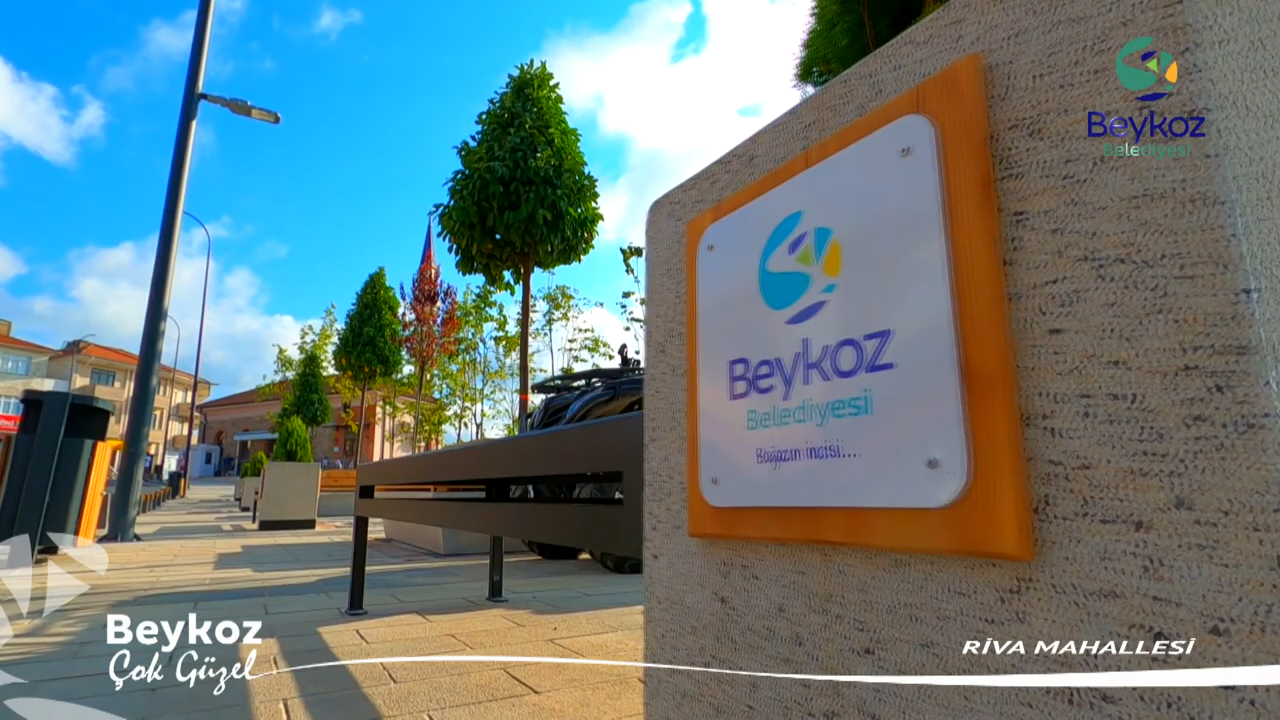 Beykoz
Belediyesi
Beykoz
Belediyesi
Boğazın incisi...
Beykoz
Çok Güzel
RİVA MAHALLESİ